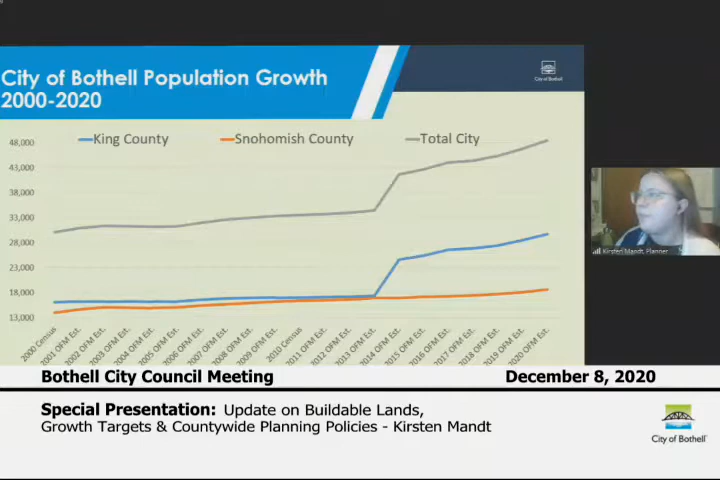 City of Bothell Population Growth
2000-2020
City of Bothell
King County
Snohomish County
Total City
48,000
43,000
38,000
33,000
28,000
23,000
18,000
13,000
2000 Census
2001 OFM Est.
2002 OFM Est.
2003 OFM Est.
2004 OFM Est.
2005 OFM Est.
2006 OFM Est.
2007 OFM Est.
2008 OFM Est.
2009 OFM Est.
2010 Census
2011 OFM Est.
2012 OFM Est.
2013 OFM Est.
2014 OFM Est.
2015 OFM Est.
2016 OFM Est.
2017 OFM Est.
2018 OFM Est.
2019 OFM Est.
2020 OFM Est.
Kirsten Mandt, Planner
Bothell City Council Meeting
December 8, 2020
Special Presentation: Update on Buildable Lands,
Growth Targets & Countywide Planning Policies - Kirsten Mandt
City of Bothell